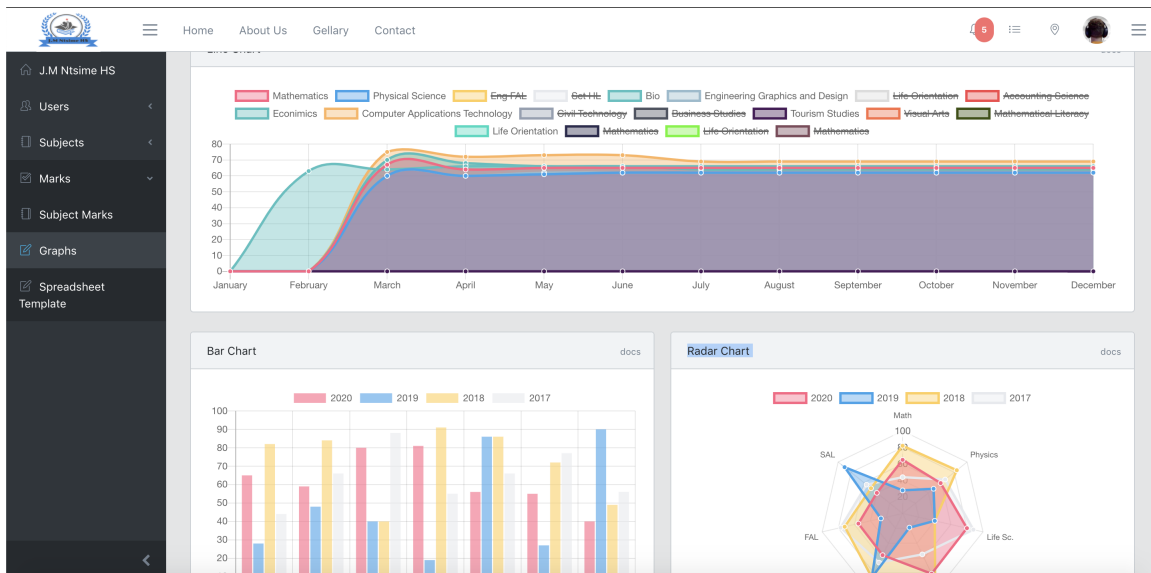 J.M Ntsime HS
Home About Us Gellary Contact
5
J.M Ntsime HS
Users
Subjects
Marks
Subject Marks
Graphs
Spreadsheet
Template
Mathematics Physical Science Eng FAL Set HL Bio Engineering Graphics and Design Life Orientation Accounting Science
Econimics Computer Applications Technology Civil Technology Business Studies Tourism Studies Visual Arts Mathematical Literacy
Life Orientation Mathematics Life Orientation Mathematics
80
70
60
50
40
30
20
10
0
January February March April May June July August September October November December
Bar Chart docs
2020 2019 2018 2017
100
90
80
70
60
50
40
30
20
Radar Chart docs
2020 2019 2018 2017
Math
100
SAL Physics
FAL Life Sc.